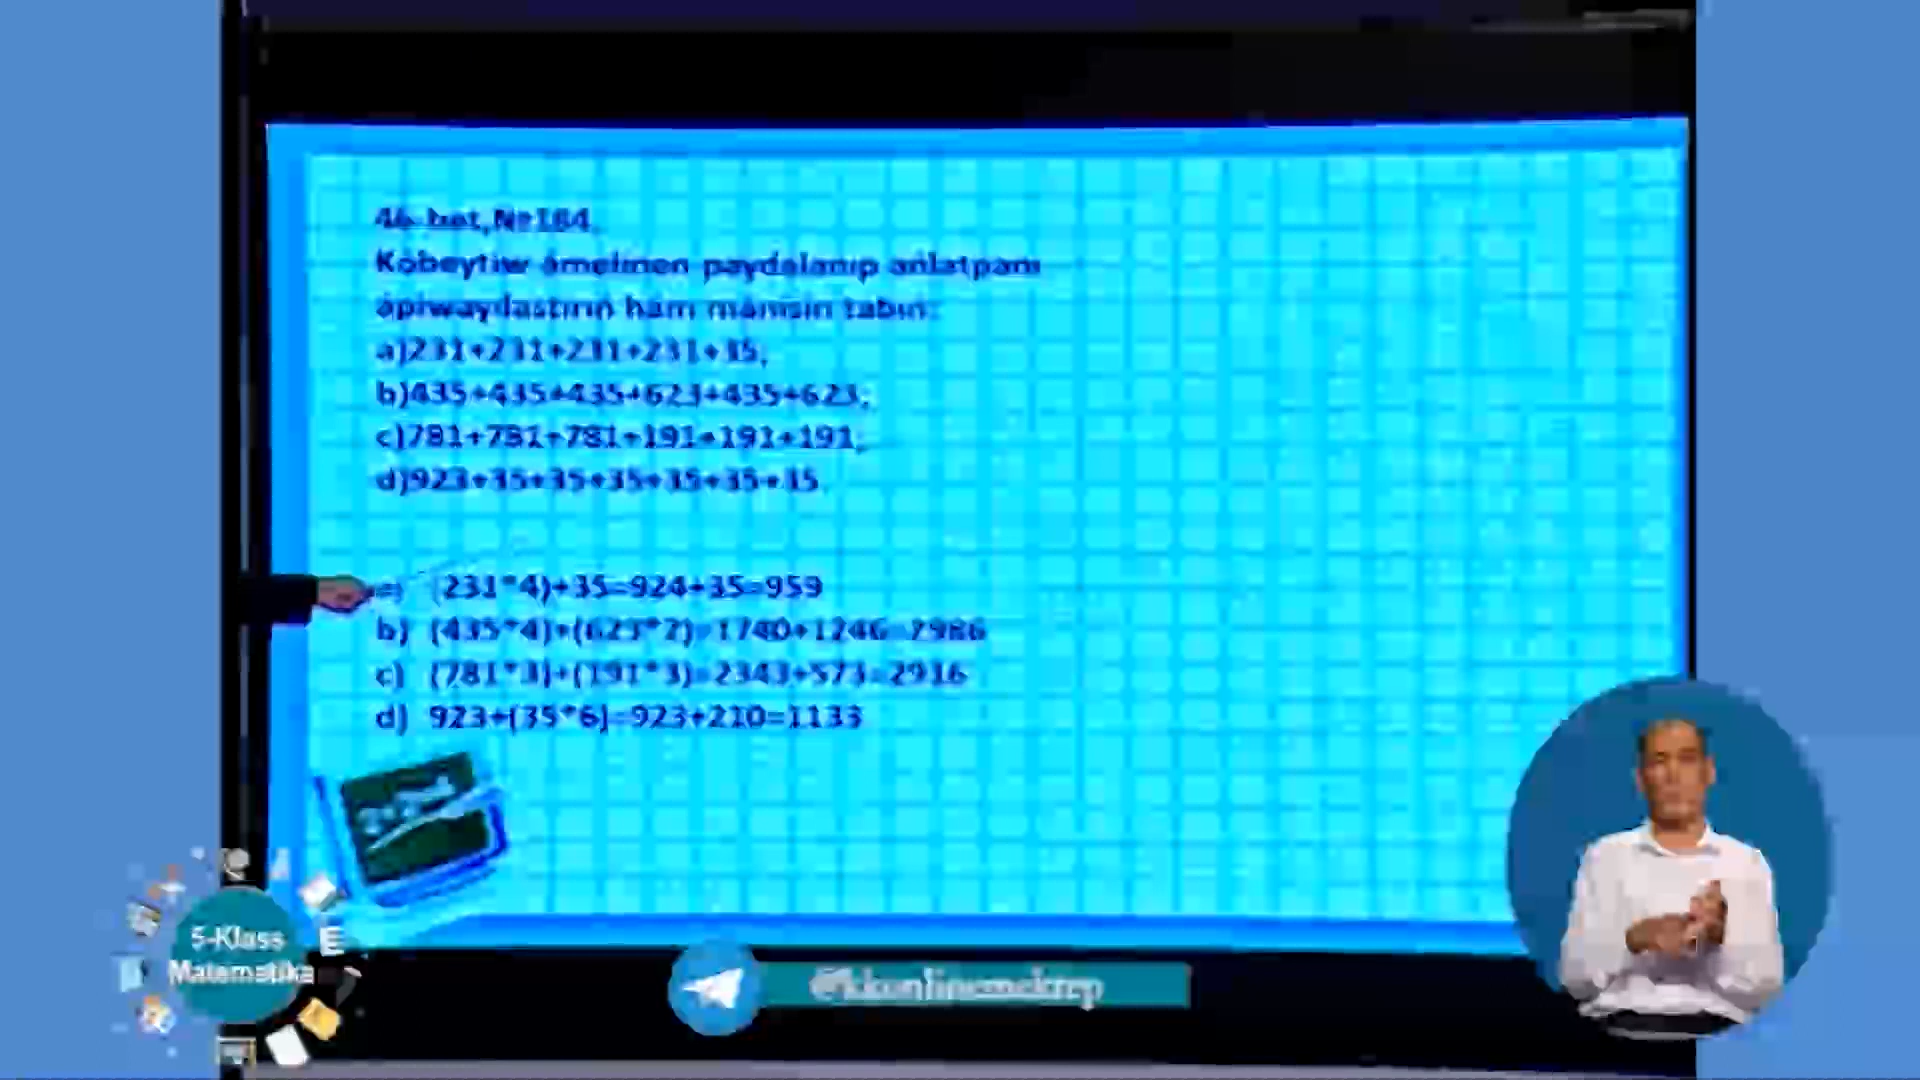 46-bet,№184.
Kóbeytiw ámelinen paydalanıp ańlatpanı
ápiwaylastırıń hám mánisin tabıń:
a)231+231+231+231+35;
b)435+435+435+623+435+623;
c)781+781+781+191+191+191;
d)923+35+35+35+35+35+35.
a) (231*4)+35=924+35=959
b) (435*4)+(623*2)=1740+1246=2986
c) (781*3)+(191*3)=2343+573=2916
d) 923+(35*6)=923+210=1133
5-Klass
Matematika
@kkonlinemektep